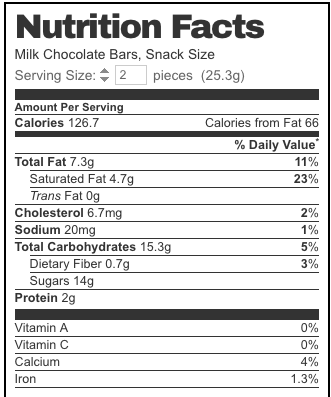 Nutrition Facts
Milk Chocolate Bars, Snack Size
Serving Size: 2 pieces (25.3g)
Amount Per Serving
Calories 126.7 Calories from Fat 66
% Daily Value*
Total Fat 7.3g 11%
Saturated Fat 4.7g 23%
Trans Fat 0g
Cholesterol 6.7mg 2%
Sodium 20mg 1%
Total Carbohydrates 15.3g 5%
Dietary Fiber 0.7g 3%
Sugars 14g
Protein 2g
Vitamin A 0%
Vitamin C 0%
Calcium 4%
Iron 1.3%